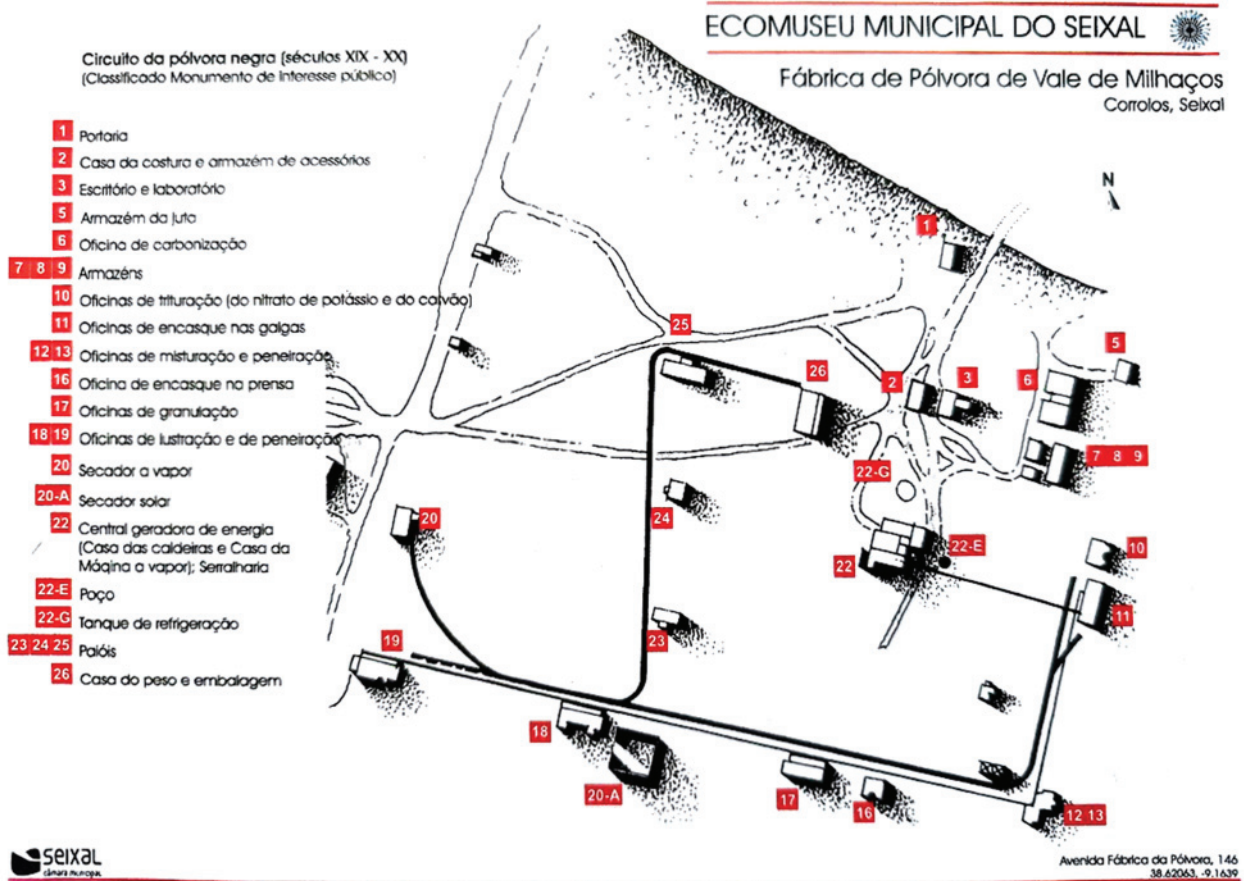 ECOMUSEU MUNICIPAL DO SEIXAL
Fábrica de Pólvora de Vale de Milhaços
Corroios, Seixal
Circuito da pólvora negra (séculos XIX - XX)
(Classificado Monumento de Interesse público)
1 Portaria
2 Casa da costura e armazém de acessórios
3 Escritório e laboratório
5 Armazém da juta
6 Oficina de carbonização
7 8 9 Armazéns
10 Oficinas de trituração (do nitrato de potássio e do carvão)
11 Oficinas de encasque nas galgas
12 13 Oficinas de misturação e peneiração
16 Oficina de encasque na prensa
17 Oficinas de granulação
18 19 Oficinas de lustração e de peneiração
20 Secador a vapor
20-A Secador solar
22 Central geradora de energia
(Casa das caldeiras e Casa da
Máqina a vapor); Serralharia
22-E Poço
22-G Tanque de refrigeração
23 24 25 Paióis
26 Casa do peso e embalagem
N
1
25
5
26
2
3
6
7 8 9
22-G
20
24
22-E
10
22
11
19
23
18
20-A
17
16
12 13
SEIXAL
câmara municipal
Avenida Fábrica da Pólvora, 146
38.62063, -9.1639